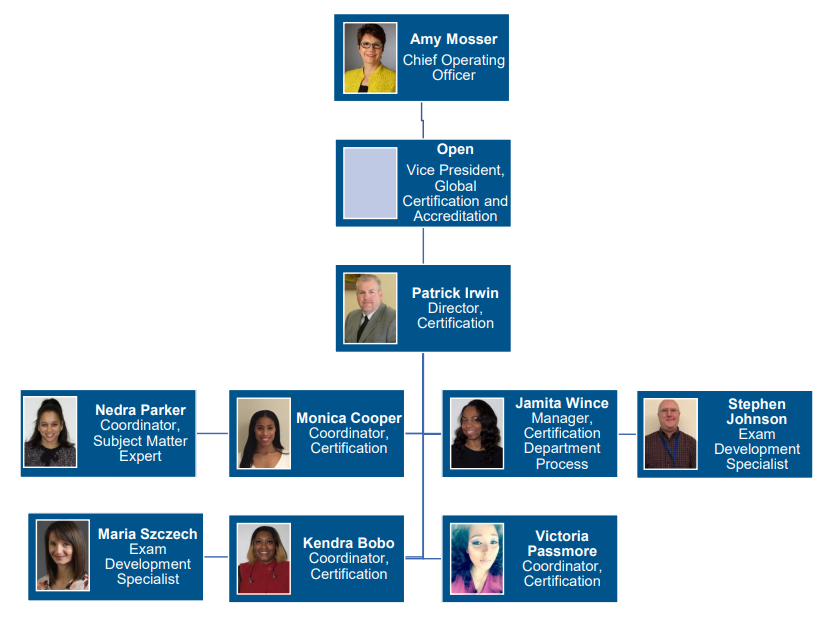 Amy Mosser
Chief Operating
Officer
Open
Vice President,
Global
Certification and
Accreditation
Patrick Irwin
Director,
Certification
Nedra Parker
Coordinator,
Subject Matter
Expert
Monica Cooper
Coordinator,
Certification
Jamita Wince
Manager,
Certification
Department
Process
Stephen
Johnson
Exam
Development
Specialist
Maria Szczech
Exam
Development
Specialist
Kendra Bobo
Coordinator,
Certification
Victoria
Passmore
Coordinator,
Certification